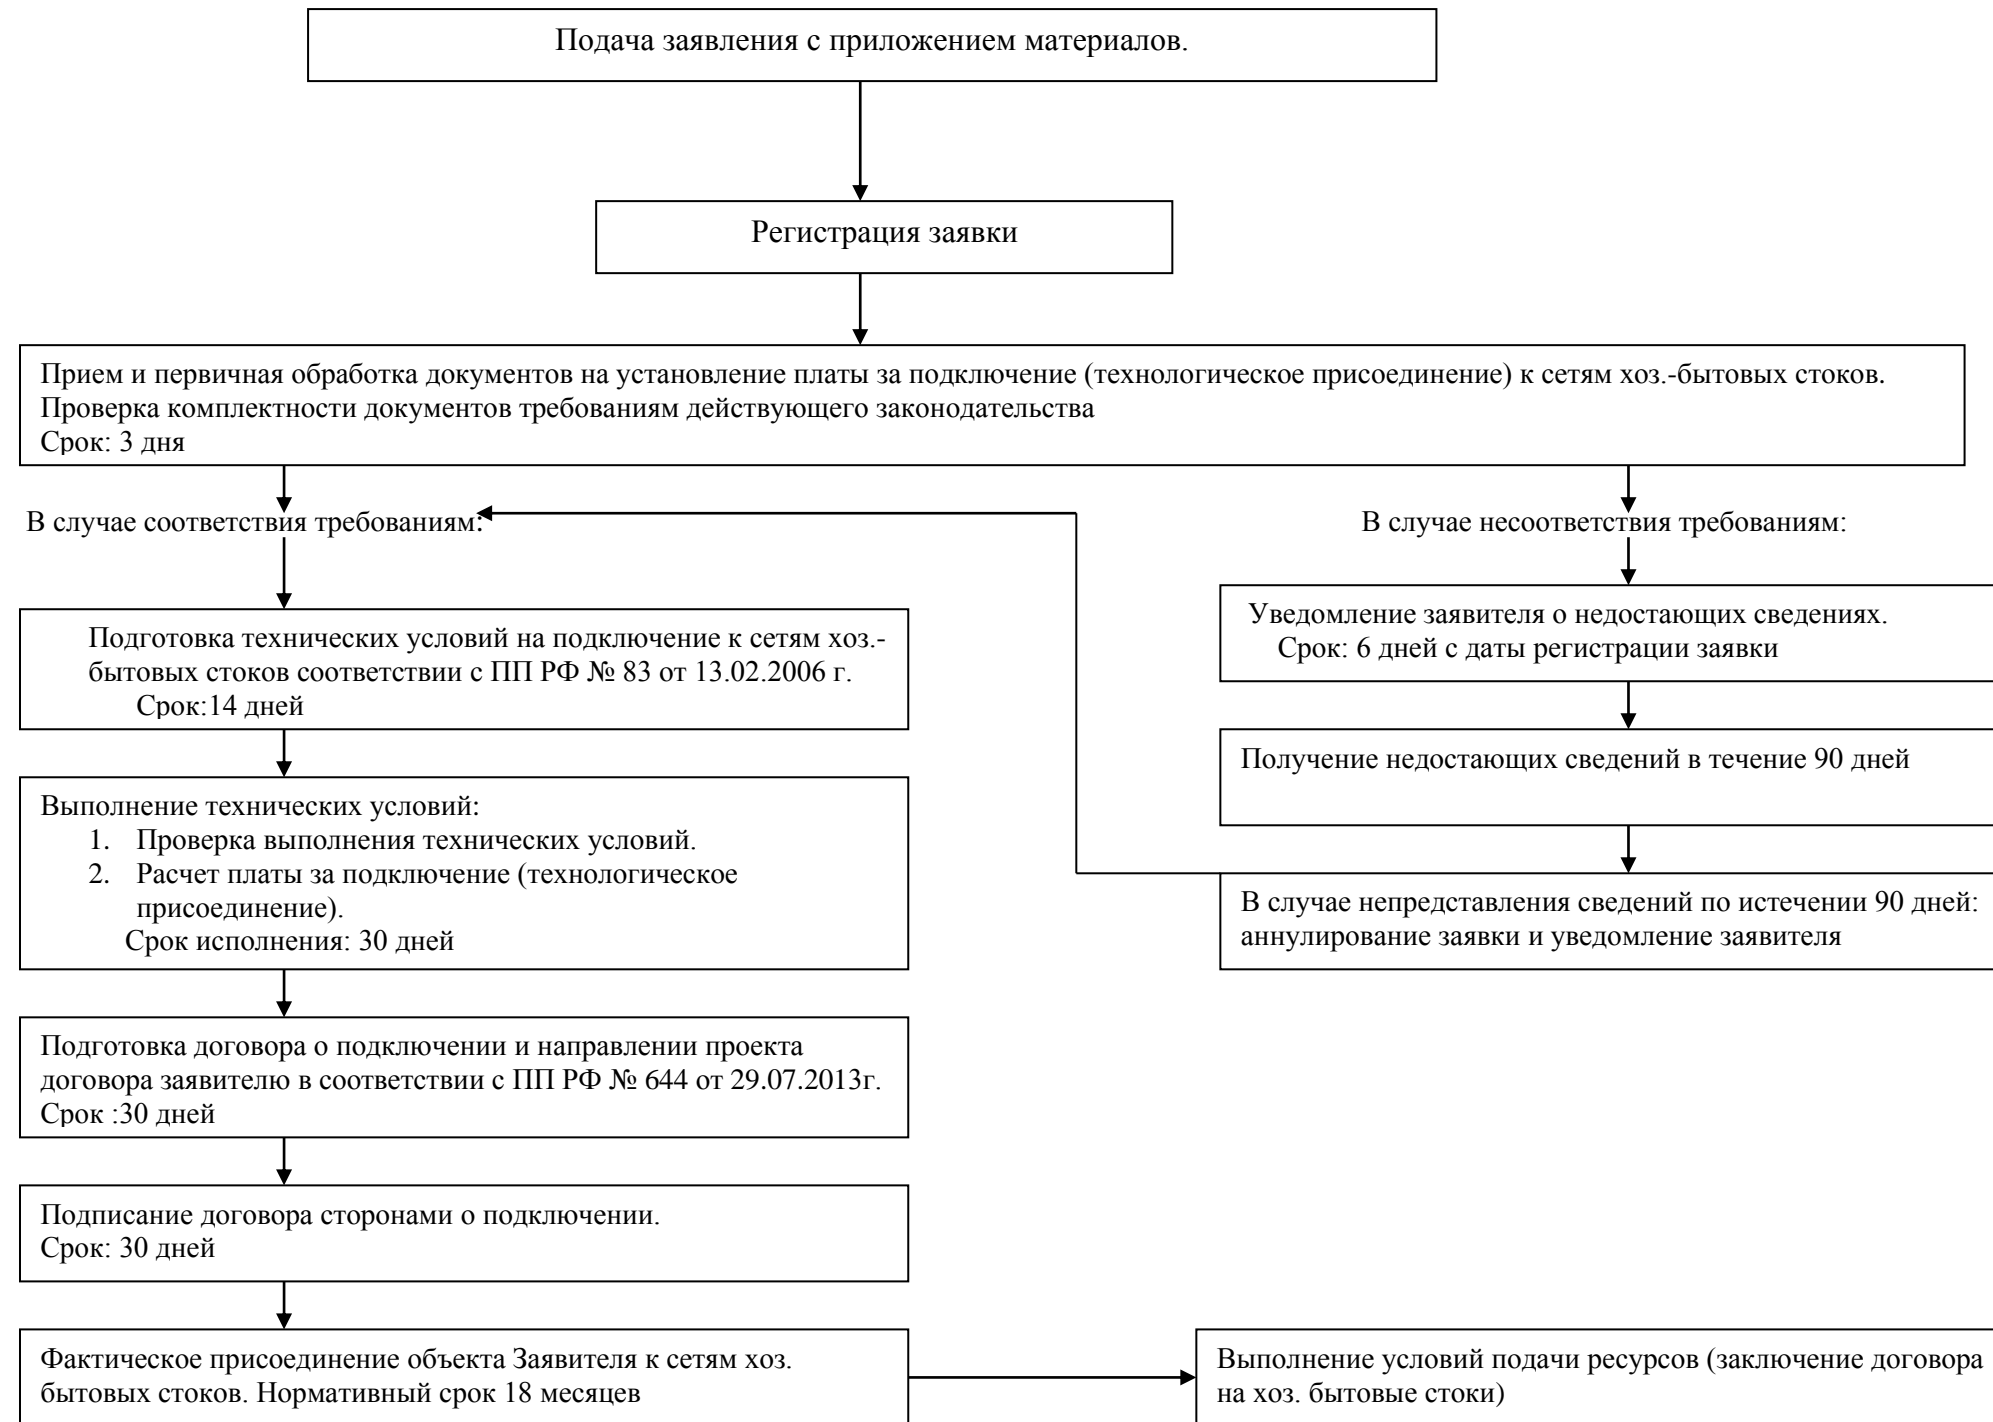 Подача заявления с приложением материалов.
Регистрация заявки
Прием и первичная обработка документов на установление платы за подключение (технологическое присоединение) к сетям хоз.-бытовых стоков.
Проверка комплектности документов требованиям действующего законодательства
Срок: 3 дня
В случае соответствия требованиям:
В случае несоответствия требованиям:
Подготовка технических условий на подключение к сетям хоз.-
бытовых стоков соответствии с ПП РФ № 83 от 13.02.2006 г.
Срок:14 дней
Уведомление заявителя о недостающих сведениях.
Срок: 6 дней с даты регистрации заявки
Получение недостающих сведений в течение 90 дней
Выполнение технических условий:
1. Проверка выполнения технических условий.
2. Расчет платы за подключение (технологическое
присоединение).
Срок исполнения: 30 дней
В случае непредставления сведений по истечении 90 дней:
аннулирование заявки и уведомление заявителя
Подготовка договора о подключении и направлении проекта
договора заявителю в соответствии с ПП РФ № 644 от 29.07.2013г.
Срок :30 дней
Подписание договора сторонами о подключении.
Срок: 30 дней
Фактическое присоединение объекта Заявителя к сетям хоз.
бытовых стоков. Нормативный срок 18 месяцев
Выполнение условий подачи ресурсов (заключение договора
на хоз. бытовые стоки)